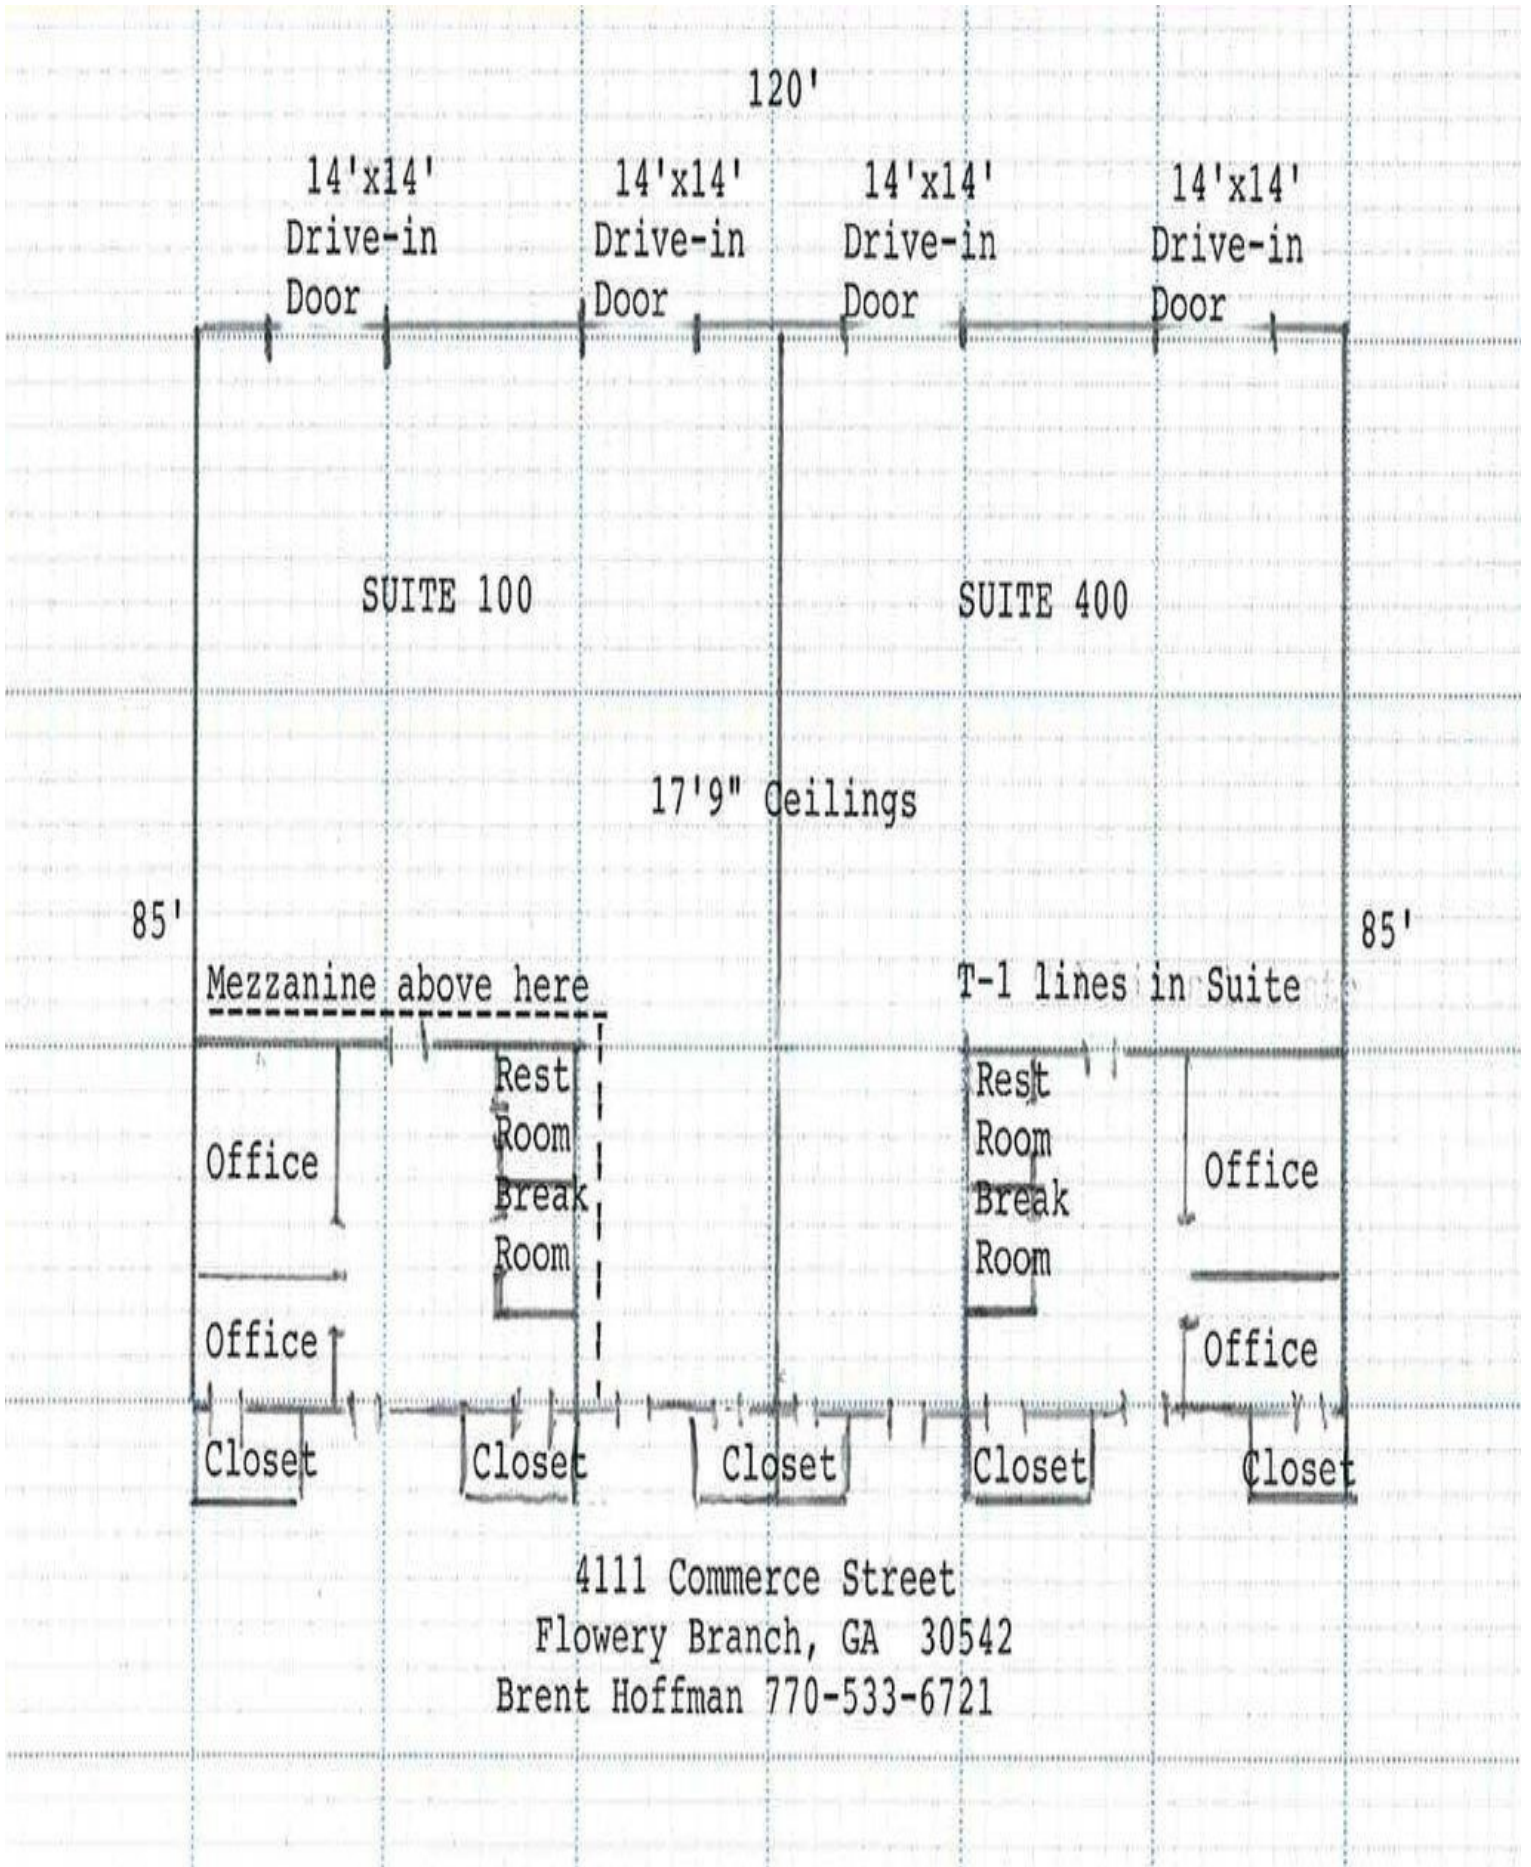 120'
14'x14' 14'x14' 14'x14' 14'x14'
Drive-in Drive-in Drive-in Drive-in
Door Door Door Door
SUITE 100 SUITE 400
17'9" Ceilings
85' 85'
Mezzanine above here T-1 lines in Suite
Rest Rest
Office Room Room Office
Break Break
Room Room
Office Office
Closet Closet Closet Closet Closet
4111 Commerce Street
Flowery Branch, GA 30542
Brent Hoffman 770-533-6721